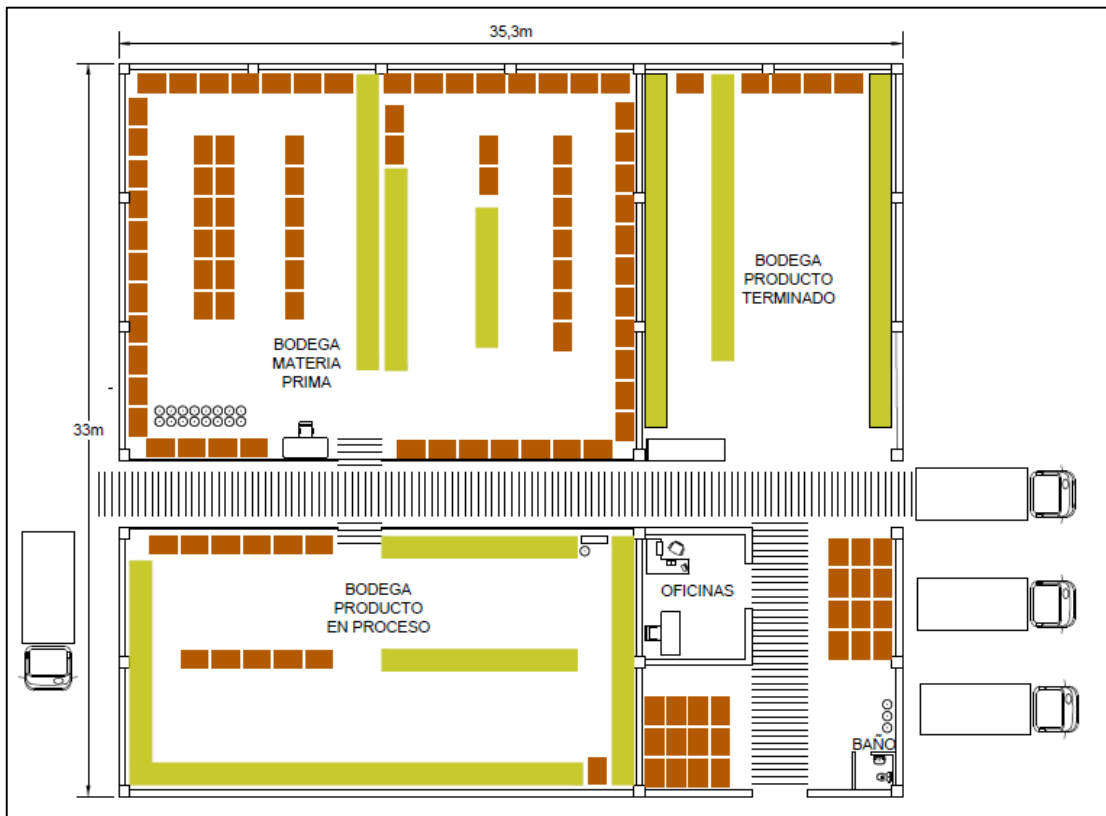 35,3m
BODEGA
PRODUCTO
TERMINADO
BODEGA
MATERIA
PRIMA
33m
BODEGA
PRODUCTO
EN PROCESO
OFICINAS
BAÑO